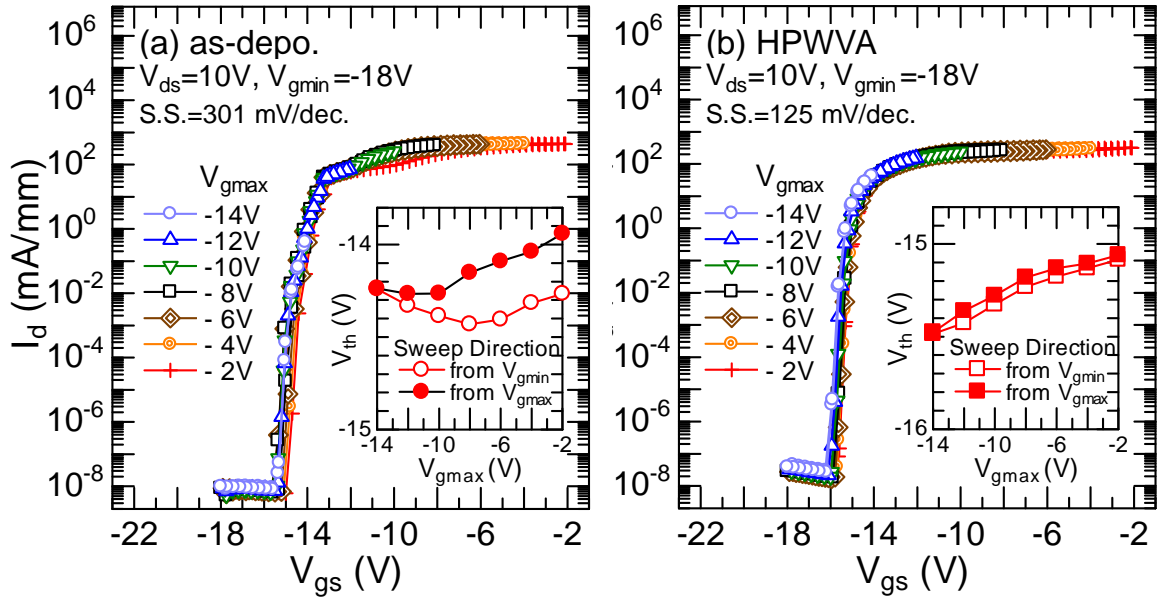 (a) as-depo.
V_ds=10V, V_gmin=-18V
S.S.=301 mV/dec.
V_gmax
-14V
-12V
-10V
- 8V
- 6V
- 4V
- 2V
10^8
10^6
10^4
10^2
10^0
10^-2
10^-4
10^-6
10^-8
I_d (mA/mm)
-22
-18
-14
-10
-6
-2
V_gs (V)
-14
-15
V_th (V)
Sweep Direction
from V_gmin
from V_gmax
-14
-10
-6
-2
V_gmax (V)
(b) HPWVA
V_ds=10V, V_gmin=-18V
S.S.=125 mV/dec.
V_gmax
-14V
-12V
-10V
- 8V
- 6V
- 4V
- 2V
10^8
10^6
10^4
10^2
10^0
10^-2
10^-4
10^-6
10^-8
-22
-18
-14
-10
-6
-2
V_gs (V)
-15
-16
V_th (V)
Sweep Direction
from V_gmin
from V_gmax
-14
-10
-6
-2
V_gmax (V)